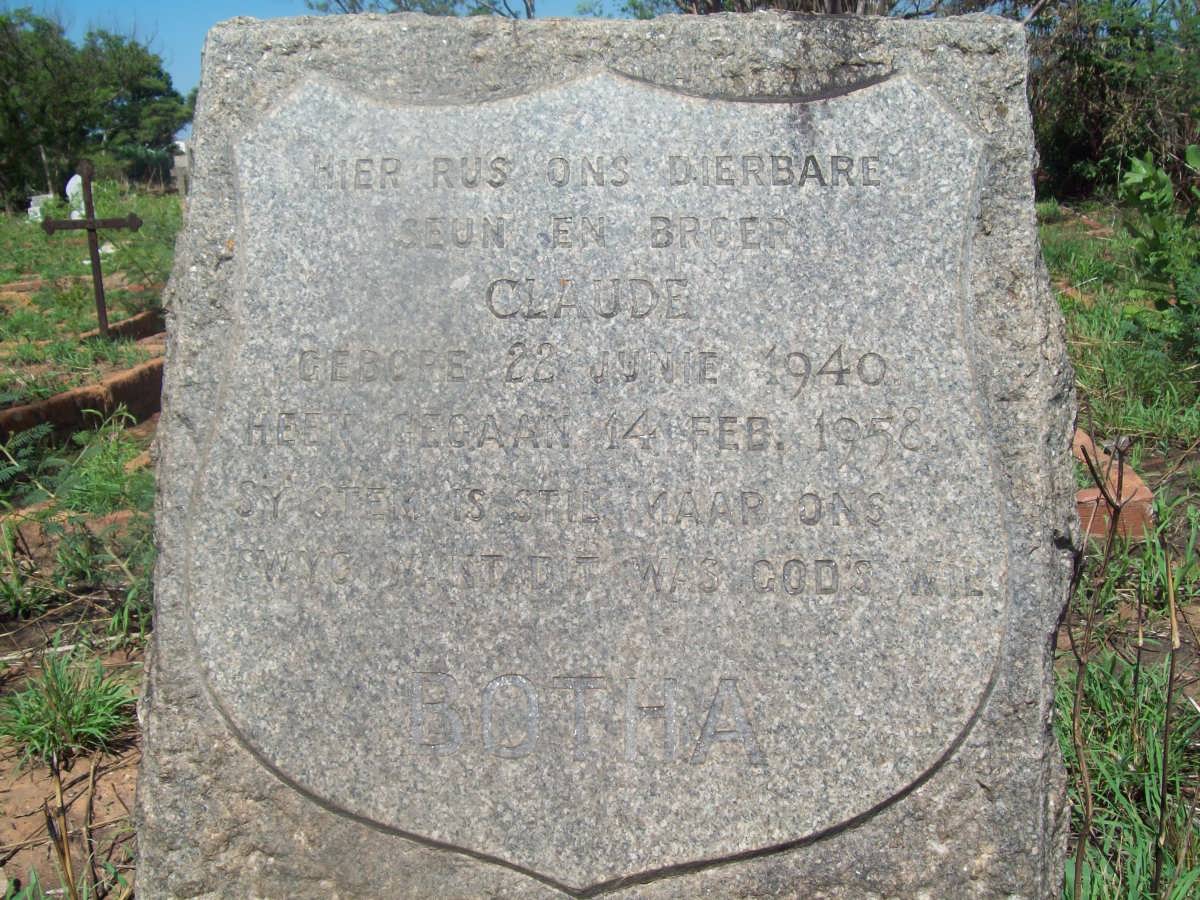 HIER RUS ONS DIERBARE
SEUN EN BROER
CLAUDE
GEBORE 22 JUNIE 1940
HEEN GEGAAN 14 FEB. 1958.
SY STEM IS STIL MAAR ONS
SWYG WANT DIT WAS GOD'S WIL
BOTHA